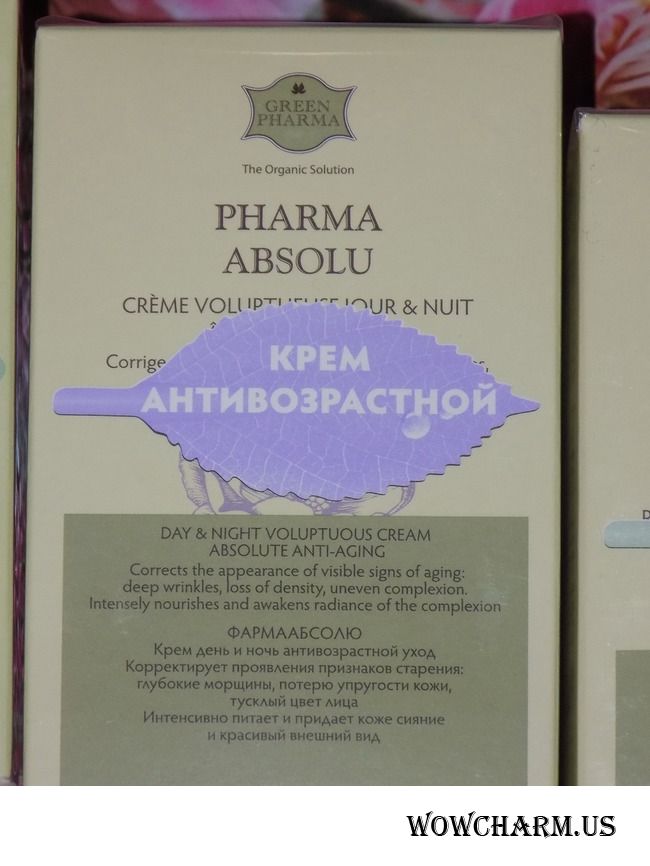 GREEN
PHARMA
The Organic Solution
PHARMA
ABSOLU
CRÈME JOUR & NUIT
Corrige
КРЕМ
АНТИВОЗРАСТНОЙ
DAY & NIGHT VOLUPTUOUS CREAM
ABSOLUTE ANTI-AGING
Corrects the appearance of visible signs of aging:
deep wrinkles, loss of density, uneven complexion.
Intensely nourishes and awakens radiance of the complexion
ФАРМААБСОЛЮ
Крем день и ночь антивозрастной уход
Корректирует проявления признаков старения:
глубокие морщины, потерю упругости кожи,
тусклый цвет лица
Интенсивно питает и придает коже сияние
и красивый внешний вид
WOWCHARM.US